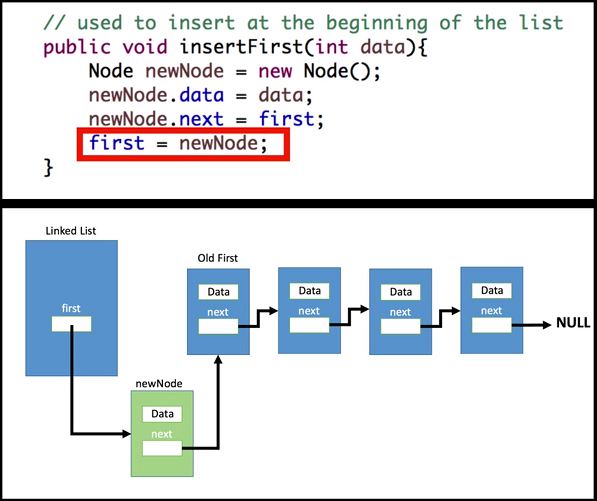 // used to insert at the beginning of the list
public void insertFirst(int data){
Node newNode = new Node();
newNode.data = data;
newNode.next = first;
first = newNode;
}
Linked List
first
Old First
Data
next
Data
next
Data
next
Data
next
NULL
newNode
Data
next